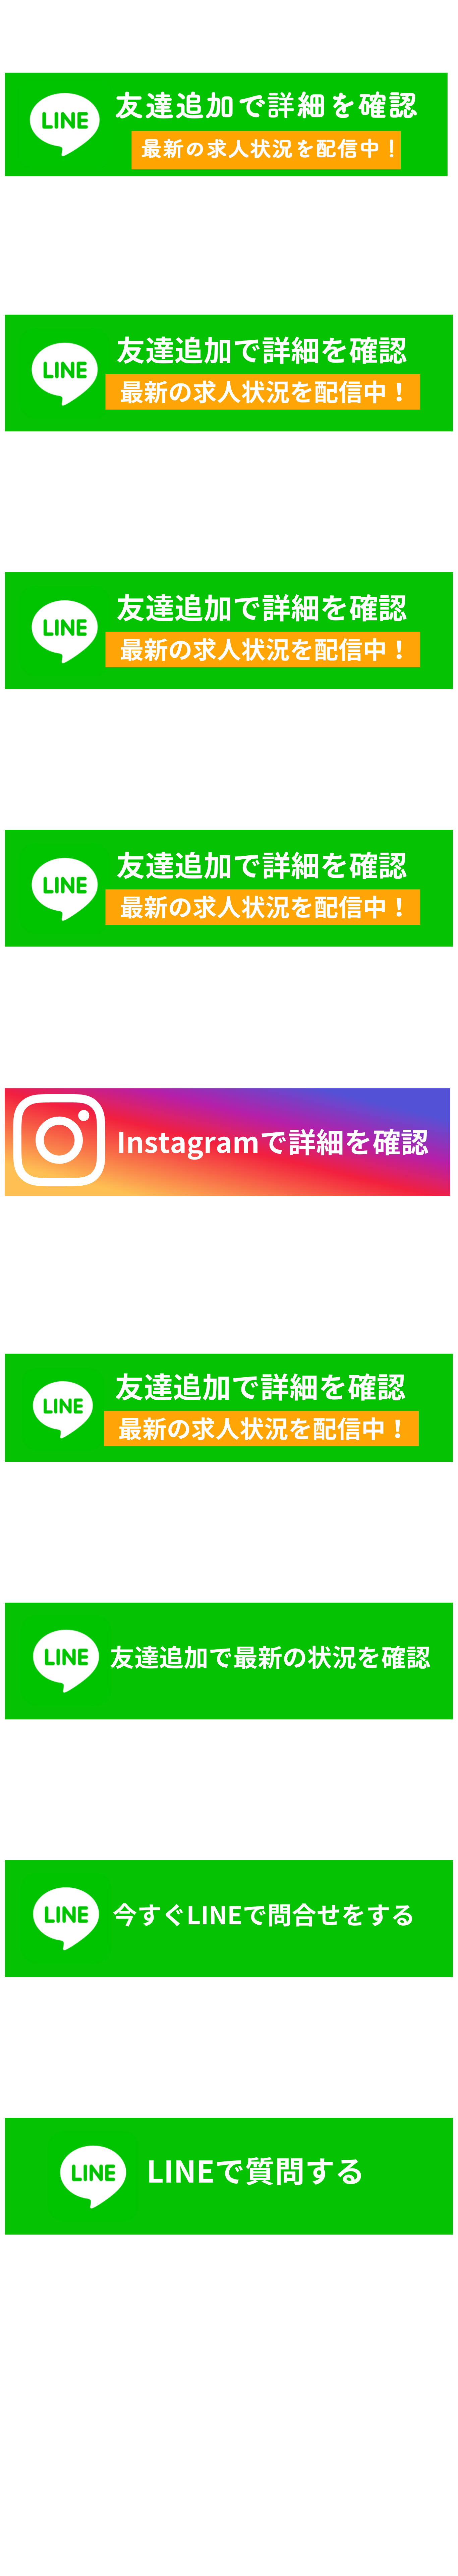 LINE
友達追加で詳細を確認
最新の求人状況を配信中！
LINE
友達追加で詳細を確認
最新の求人状況を配信中！
LINE
友達追加で詳細を確認
最新の求人状況を配信中！
LINE
友達追加で詳細を確認
最新の求人状況を配信中！
Instagramで詳細を確認
LINE
友達追加で詳細を確認
最新の求人状況を配信中！
LINE
友達追加で最新の状況を確認
LINE
今すぐLINEで問合せをする
LINE
LINEで質問する